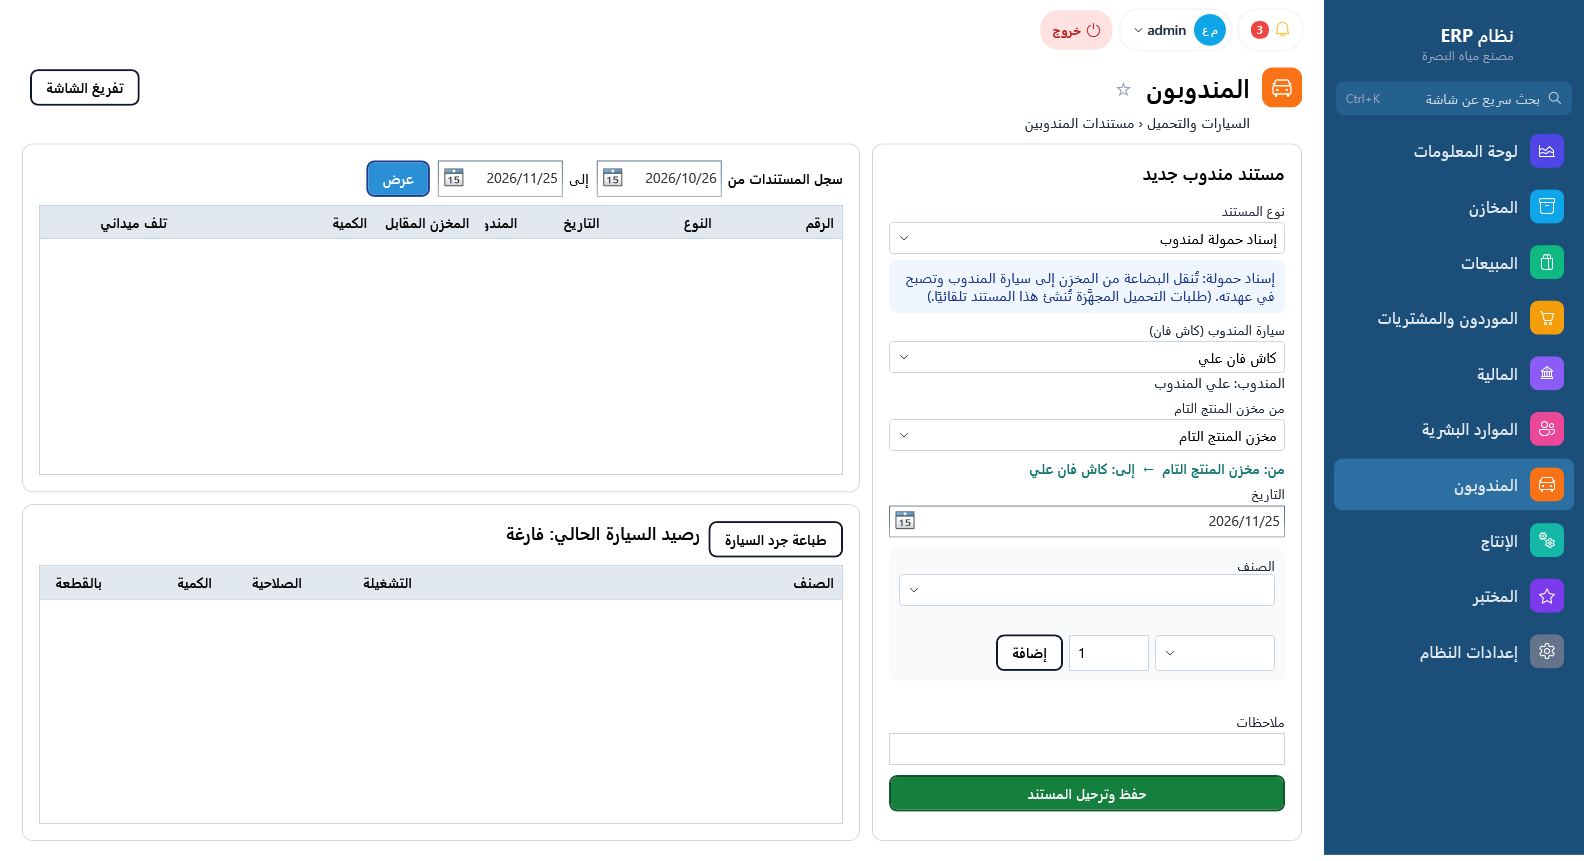 نظام ERP
مصنع مياه البصرة
بحث سريع عن شاشة Ctrl+K
لوحة المعلومات
المخازن
المبيعات
الموردون والمشتريات
المالية
الموارد البشرية
المندوبون
الإنتاج
المختبر
إعدادات النظام
3
م ع admin
خروج
المندوبون
السيارات والتحميل › مستندات المندوبين
تفريغ الشاشة
مستند مندوب جديد
نوع المستند
إسناد حمولة لمندوب
إسناد حمولة: تُنقل البضاعة من المخزن إلى سيارة المندوب وتصبح
في عهدته. (طلبات التحميل المجهَّزة تُنشئ هذا المستند تلقائيًا.)
سيارة المندوب (كاش فان)
كاش فان علي
المندوب: علي المندوب
من مخزن المنتج التام
مخزن المنتج التام
من: مخزن المنتج التام ← إلى: كاش فان علي
التاريخ
2026/11/25 15
الصنف
1 إضافة
ملاحظات
حفظ وترحيل المستند
سجل المستندات من 2026/10/26 15 إلى 2026/11/25 15 عرض
الرقم النوع التاريخ المندو المخزن المقابل الكمية تلف ميداني
طباعة جرد السيارة رصيد السيارة الحالي: فارغة
الصنف التشغيلة الصلاحية الكمية بالقطعة